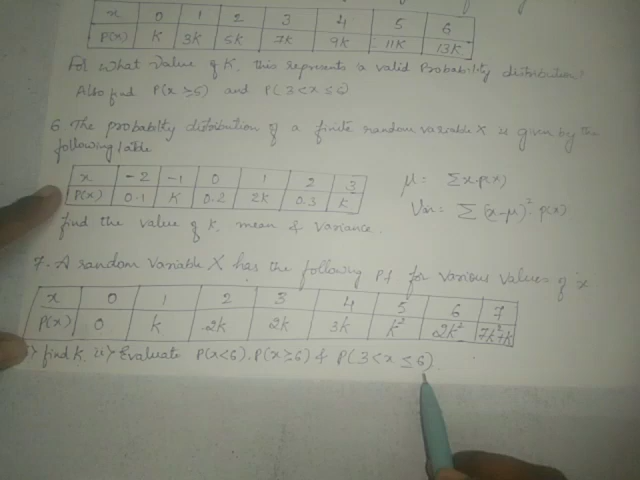 x 0 1 2 3 4 5 6
P(x) K 3K 5K 7K 9K 11K 13K
For what value of K, this represents a valid Probability distribution?
Also find P(x ≥5) and P(3<x≤6)
6. The probabilty distribution of a finite random variable X is given by the
following table
x -2 -1 0 1 2 3
P(x) 0.1 K 0.2 2K 0.3 K
μ = Σx·p(x)
Var = Σ (x-μ)²·p(x)
find the value of K, mean & variance.
7. A random variable X has the following P.f for various values of x
x 0 1 2 3 4 5 6 7
P(x) 0 k 2k 2k 3k k² 2k² 7k²+k
i> find K. ii> Evaluate P(x<6), P(x≥6) & P(3<x≤6)